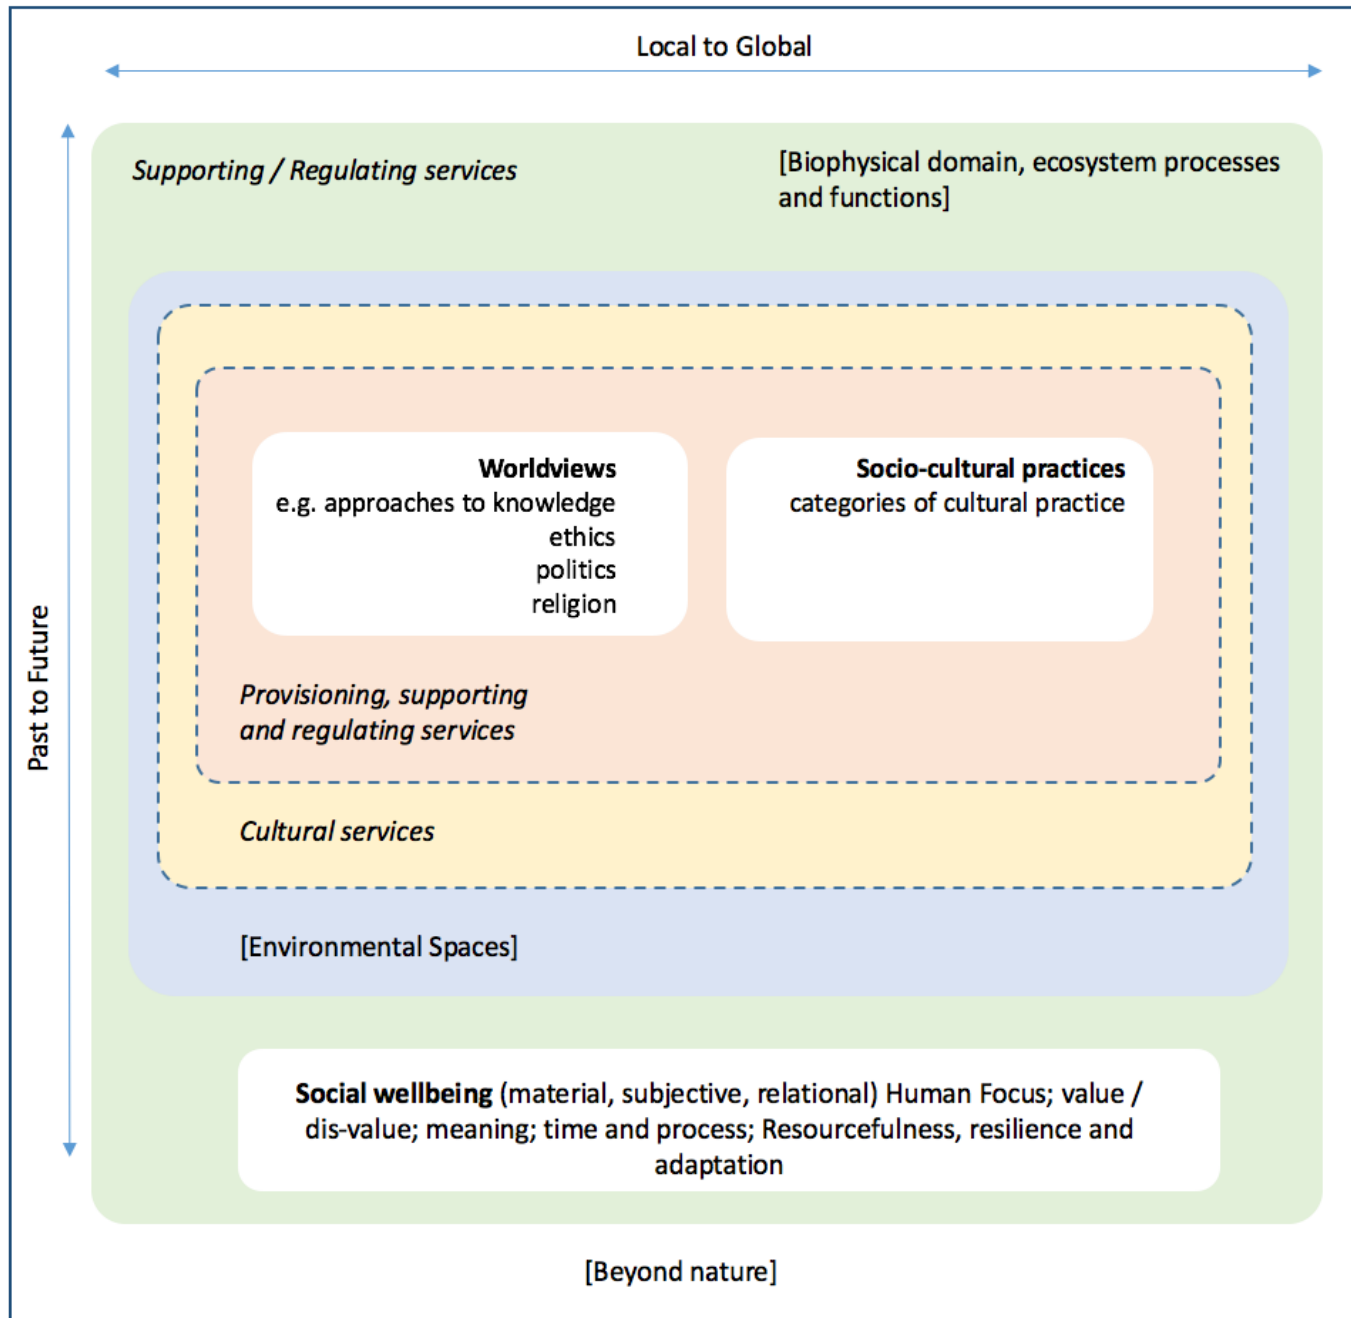 Local to Global
Past to Future
Supporting / Regulating services
[Biophysical domain, ecosystem processes
and functions]
Worldviews
e.g. approaches to knowledge
ethics
politics
religion
Socio-cultural practices
categories of cultural practice
Provisioning, supporting
and regulating services
Cultural services
[Environmental Spaces]
Social wellbeing (material, subjective, relational) Human Focus; value /
dis-value; meaning; time and process; Resourcefulness, resilience and
adaptation
[Beyond nature]